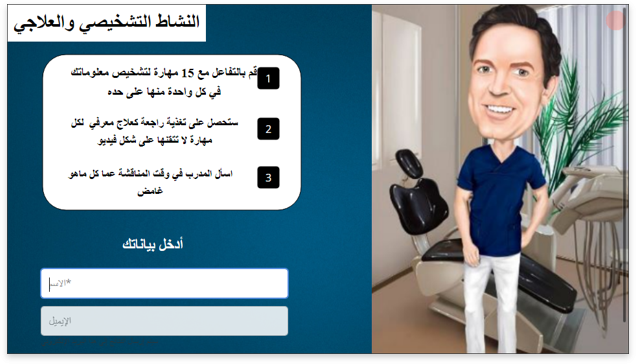 النشاط التشخيصي والعلاجي
1
قم بالتفاعل مع 15 مهارة لتشخيص معلوماتك
في كل واحدة منها على حده
2
ستحصل على تغذية راجعة كعلاج معرفي لكل
مهارة لا تتقنها على شكل فيديو
3
اسأل المدرب في وقت المناقشة عما كل ماهو
غامض
أدخل بياناتك
الاسم*
الإيميل